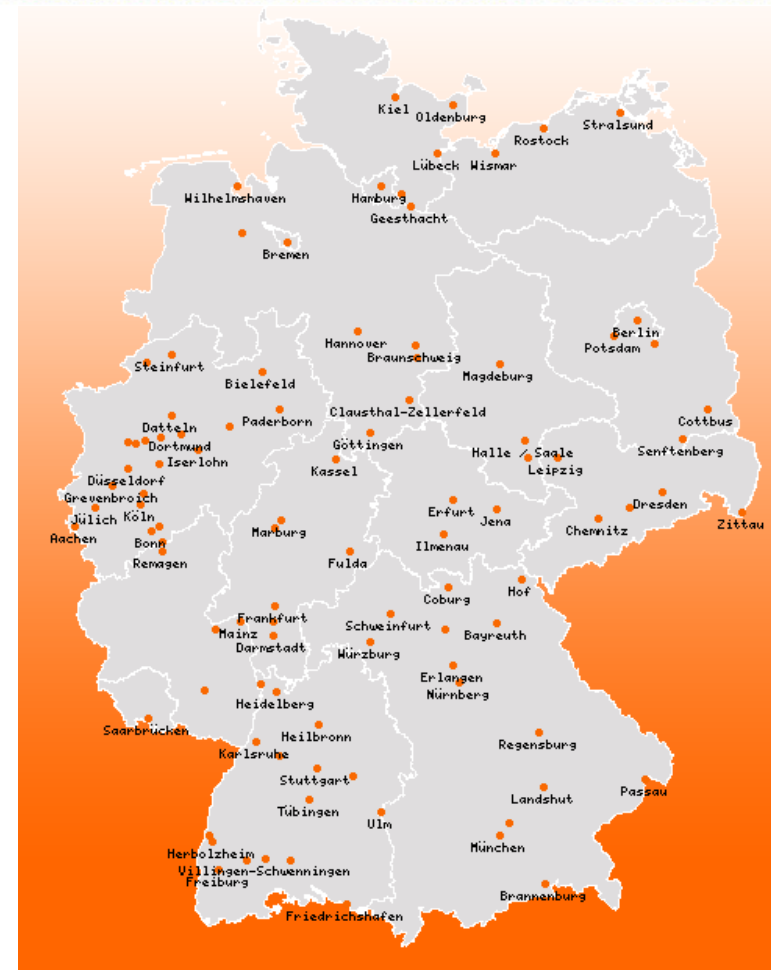 Kiel
Oldenburg
Stralsund
Rostock
Lübeck
Wismar
Wilhelmshaven
Hamburg
Geesthacht
Bremen
Berlin
Hannover
Potsdam
Braunschweig
Steinfurt
Magdeburg
Bielefeld
Clausthal-Zellerfeld
Paderborn
Cottbus
Datteln
Dortmund
Göttingen
Senftenberg
Halle / Saale
Iserlohn
Kassel
Leipzig
Düsseldorf
Grevenbroich
Dresden
Erfurt
Köln
Jülich
Jena
Zittau
Chemnitz
Marburg
Aachen
Bonn
Ilmenau
Remagen
Fulda
Hof
Coburg
Frankfurt
Schweinfurt
Mainz
Bayreuth
Darmstadt
Würzburg
Erlangen
Nürnberg
Heidelberg
Saarbrücken
Heilbronn
Regensburg
Karlsruhe
Stuttgart
Passau
Landshut
Tübingen
Ulm
München
Herbolzheim
Villingen-Schwenningen
Freiburg
Brannenburg
Friedrichshafen